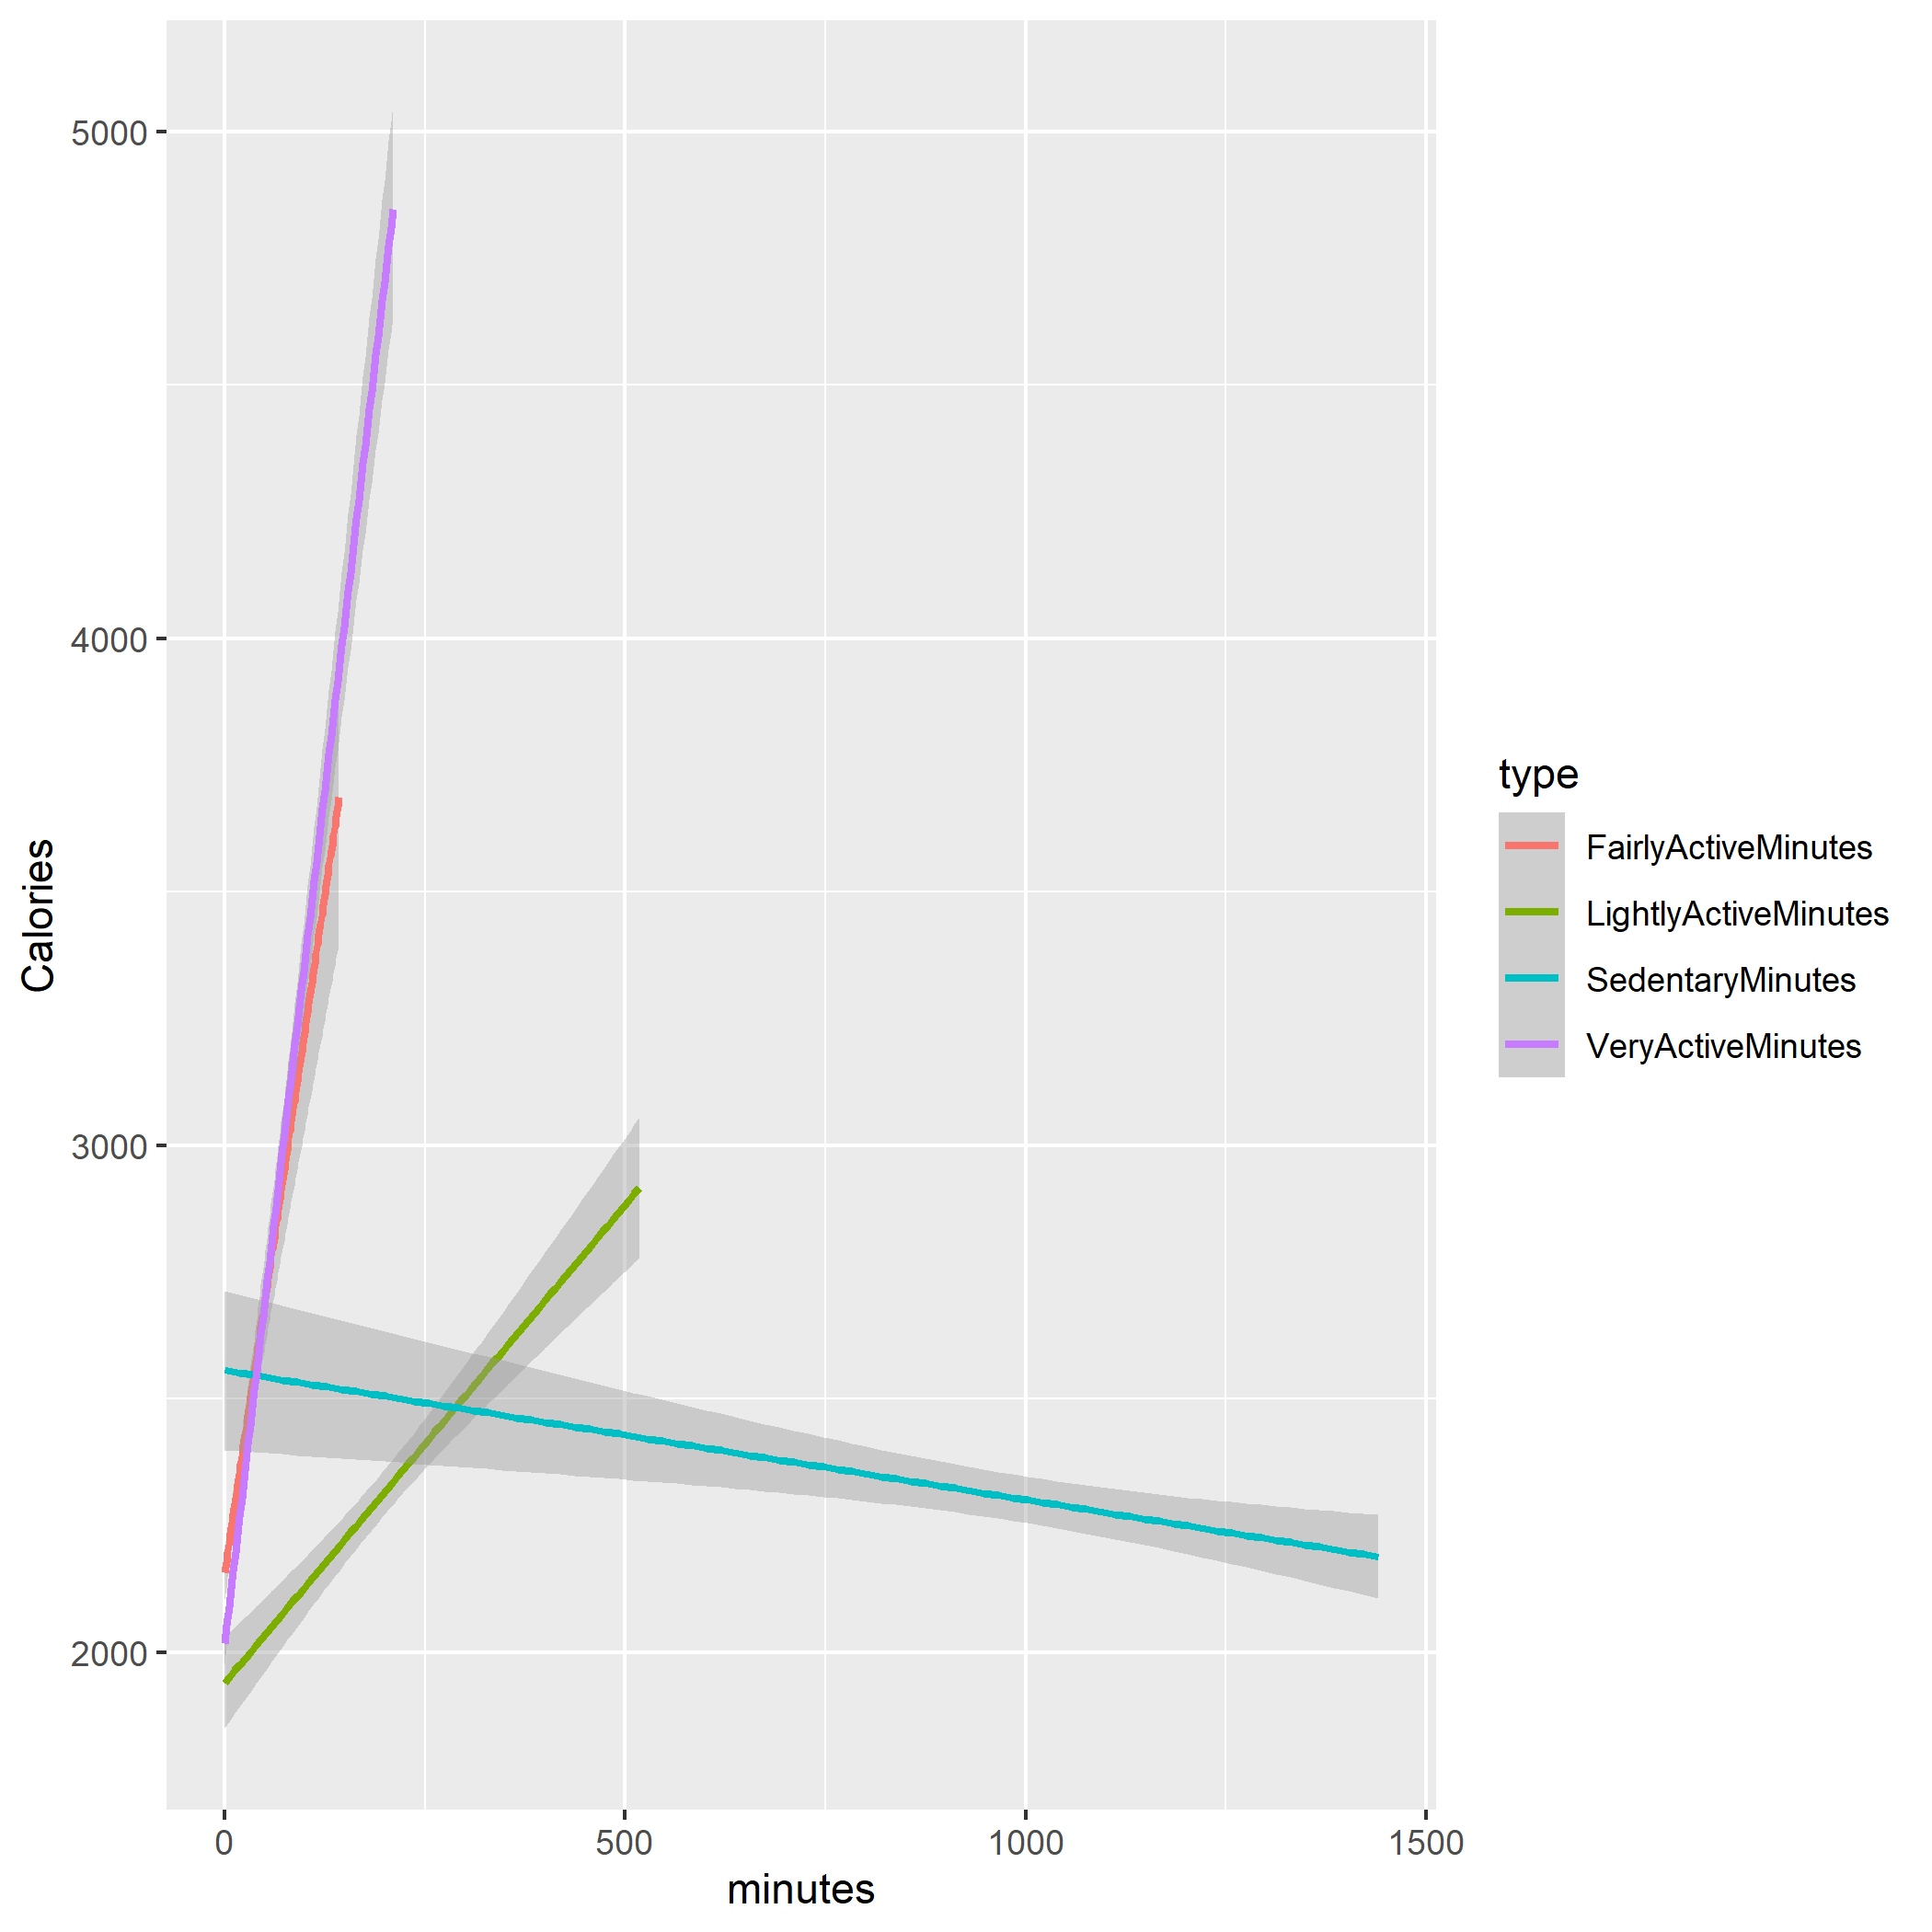 5000
4000
3000
2000
Calories
0 500 1000 1500
minutes
type
FairlyActiveMinutes
LightlyActiveMinutes
SedentaryMinutes
VeryActiveMinutes